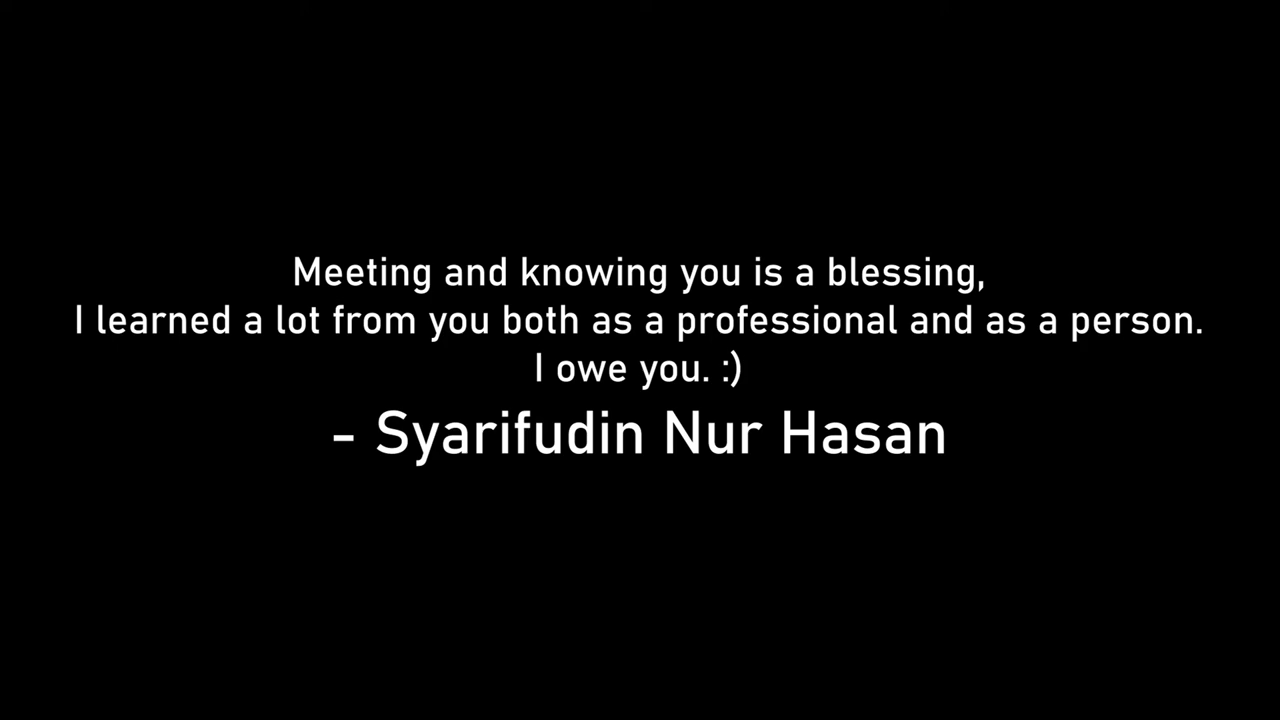 Meeting and knowing you is a blessing,
I learned a lot from you both as a professional and as a person.
I owe you. :)
- Syarifudin Nur Hasan